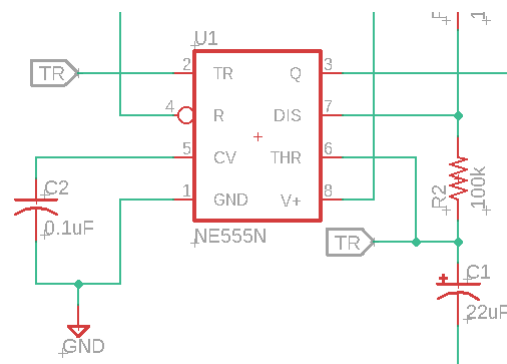 U1
TR
2
TR
Q
3
4
R
DIS
7
5
CV
THR
6
1
GND
V+
8
NE555N
C2
0.1uF
GND
TR
R2
100k
C1
22uF